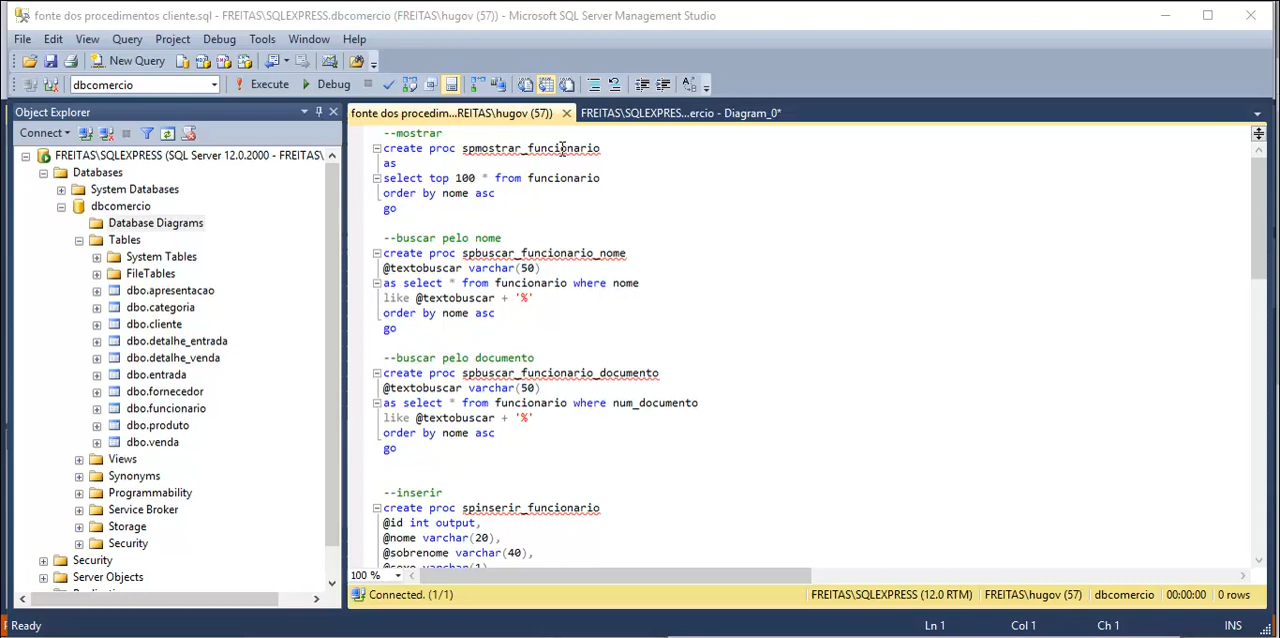 fonte dos procedimentos cliente.sql - FREITAS\SQLEXPRESS.dbcomercio (FREITAS\hugov (57)) - Microsoft SQL Server Management Studio
File Edit View Query Project Debug Tools Window Help
New Query
dbcomercio Execute Debug
Object Explorer
Connect
FREITAS\SQLEXPRESS (SQL Server 12.0.2000 - FREITAS\
Databases
System Databases
dbcomercio
Database Diagrams
Tables
System Tables
FileTables
dbo.apresentacao
dbo.categoria
dbo.cliente
dbo.detalhe_entrada
dbo.detalhe_venda
dbo.entrada
dbo.fornecedor
dbo.funcionario
dbo.produto
dbo.venda
Views
Synonyms
Programmability
Service Broker
Storage
Security
Security
Server Objects
fonte dos procedim...REITAS\hugov (57)) FREITAS\SQLEXPRESS...ercio - Diagram_0*
--mostrar
create proc spmostrar_funcionario
as
select top 100 * from funcionario
order by nome asc
go
--buscar pelo nome
create proc spbuscar_funcionario_nome
@textobuscar varchar(50)
as select * from funcionario where nome
like @textobuscar + '%'
order by nome asc
go
--buscar pelo documento
create proc spbuscar_funcionario_documento
@textobuscar varchar(50)
as select * from funcionario where num_documento
like @textobuscar + '%'
order by nome asc
go
--inserir
create proc spinserir_funcionario
@id int output,
@nome varchar(20),
@sobrenome varchar(40),
@sexo varchar(1)
100 %
Connected. (1/1) FREITAS\SQLEXPRESS (12.0 RTM) FREITAS\hugov (57) dbcomercio 00:00:00 0 rows
Ready Ln 1 Col 1 Ch 1 INS